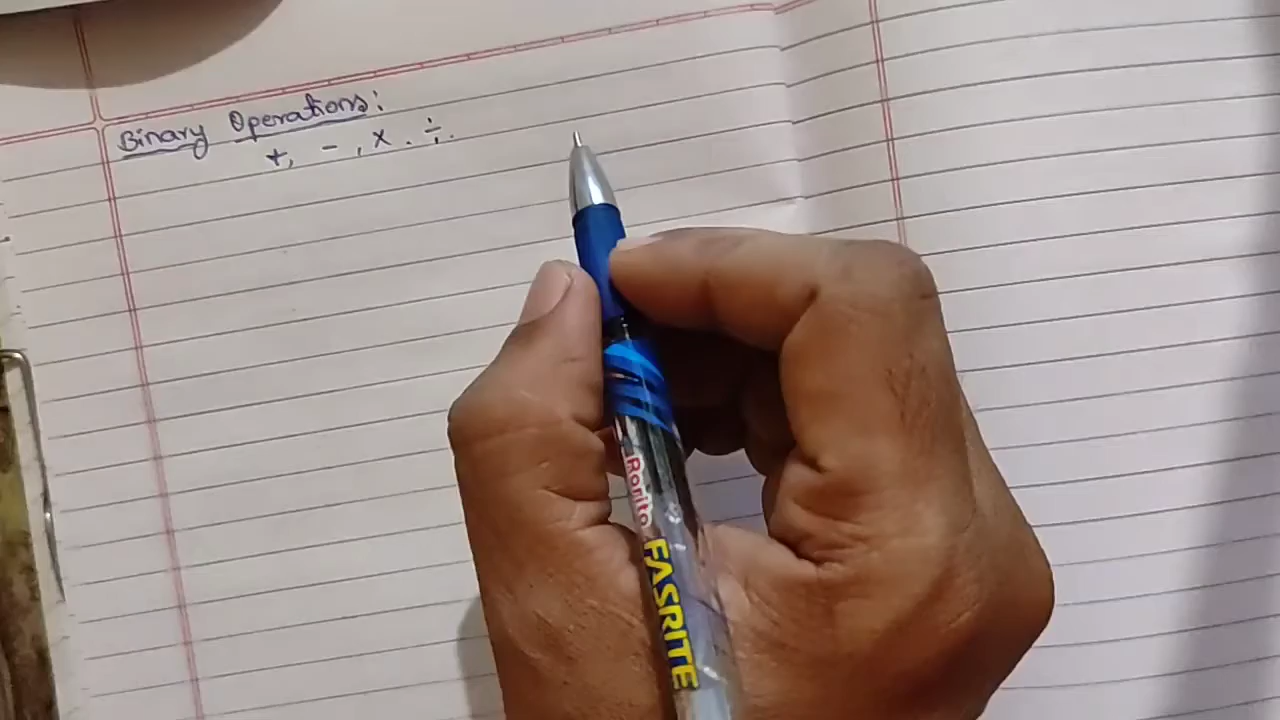 Binary Operations:
+, - , × . ÷.
Rorito
FASRITE